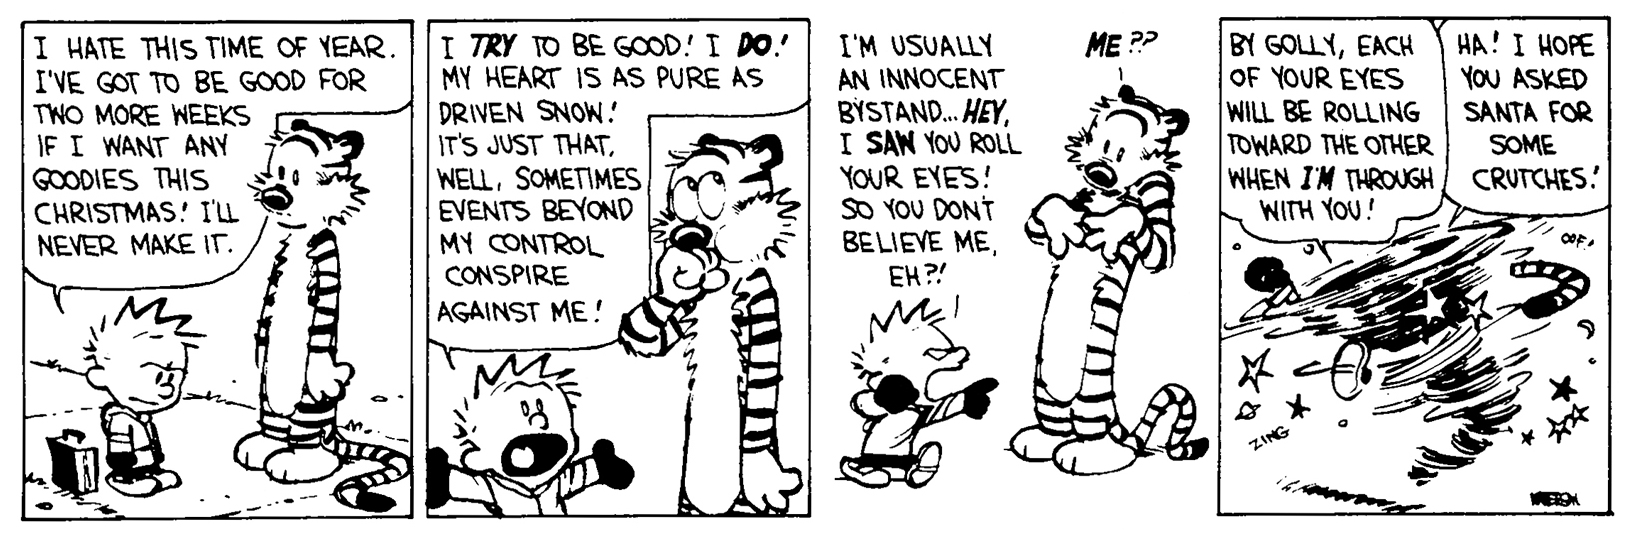 I HATE THIS TIME OF YEAR.
I'VE GOT TO BE GOOD FOR
TWO MORE WEEKS
IF I WANT ANY
GOODIES THIS
CHRISTMAS! I'LL
NEVER MAKE IT.
I TRY TO BE GOOD! I DO!
MY HEART IS AS PURE AS
DRIVEN SNOW!
IT'S JUST THAT,
WELL, SOMETIMES
EVENTS BEYOND
MY CONTROL
CONSPIRE
AGAINST ME!
I'M USUALLY
AN INNOCENT
BYSTAND... HEY,
I SAW YOU ROLL
YOUR EYES!
SO YOU DON'T
BELIEVE ME,
EH?!
ME??
BY GOLLY, EACH
OF YOUR EYES
WILL BE ROLLING
TOWARD THE OTHER
WHEN I'M THROUGH
WITH YOU!
HA! I HOPE
YOU ASKED
SANTA FOR
SOME
CRUTCHES!
OOF!
ZING